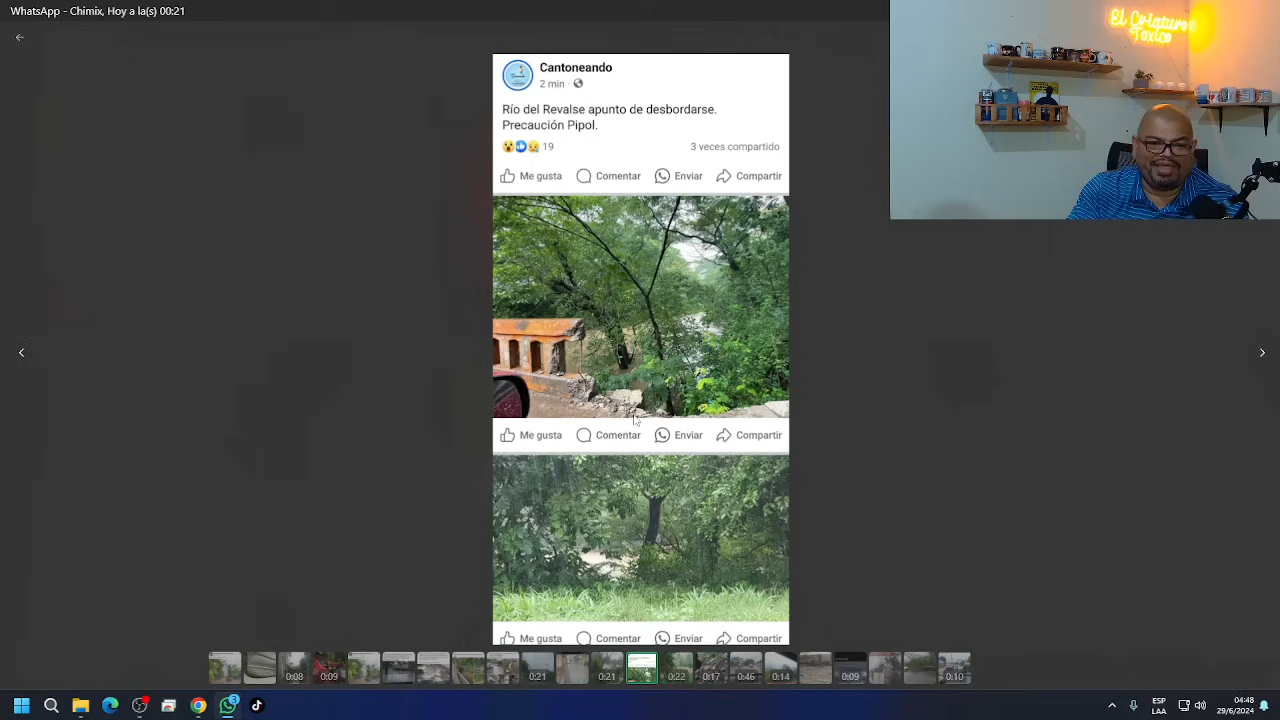 WhatsApp - Chimix, Hoy a la(s) 00:21
El Criaturo
Toxico
Cantoneando
2 min
Río del Revalse apunto de desbordarse.
Precaución Pipol.
19
3 veces compartido
Me gusta Comentar Enviar Compartir
Me gusta Comentar Enviar Compartir
Me gusta Comentar Enviar Compartir
0:08 0:09 0:21 0:21 0:22 0:17 0:46 0:14 0:09 0:10
3
ESP
LAA
04:48
29/6/2024